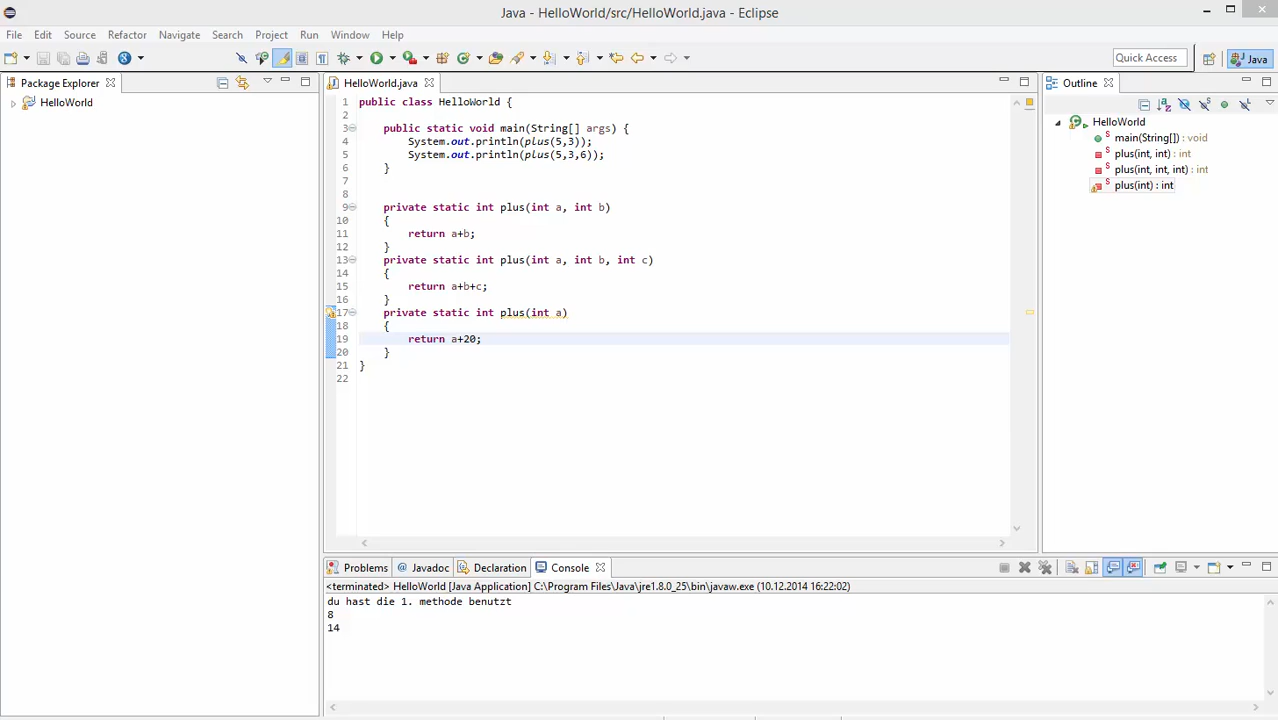 Java - HelloWorld/src/HelloWorld.java - Eclipse
File Edit Source Refactor Navigate Search Project Run Window Help
Quick Access Java
Package Explorer
HelloWorld
HelloWorld.java
1 public class HelloWorld {
2
3 public static void main(String[] args) {
4 System.out.println(plus(5,3));
5 System.out.println(plus(5,3,6));
6 }
7
8
9 private static int plus(int a, int b)
10 {
11 return a+b;
12 }
13 private static int plus(int a, int b, int c)
14 {
15 return a+b+c;
16 }
17 private static int plus(int a)
18 {
19 return a+20;
20 }
21 }
22
Outline
HelloWorld
main(String[]) : void
plus(int, int) : int
plus(int, int, int) : int
plus(int) : int
Problems @ Javadoc Declaration Console
<terminated> HelloWorld [Java Application] C:\Program Files\Java\jre1.8.0_25\bin\javaw.exe (10.12.2014 16:22:02)
du hast die 1. methode benutzt
8
14